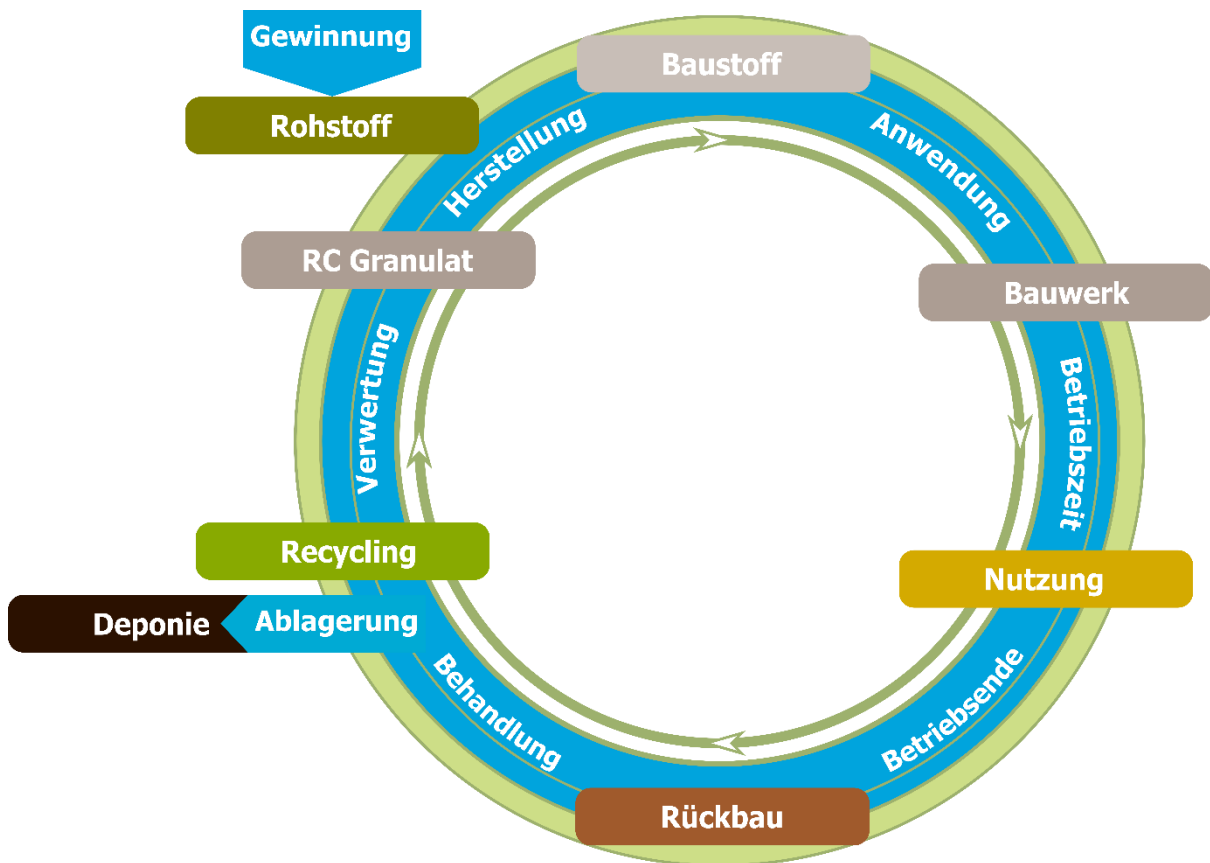 Gewinnung
Rohstoff
Baustoff
Herstellung
Anwendung
RC Granulat
Bauwerk
Verwertung
Betriebszeit
Recycling
Nutzung
Deponie
Ablagerung
Behandlung
Betriebsende
Rückbau